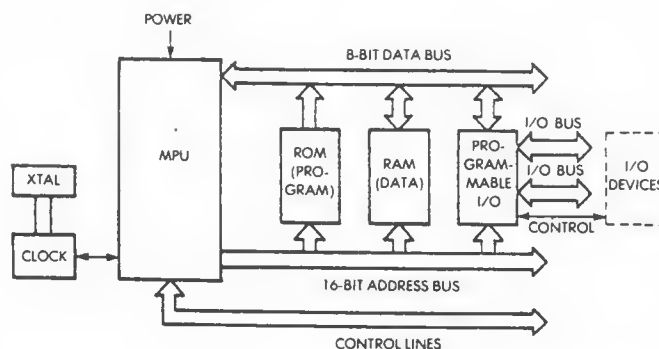 POWER
8-BIT DATA BUS
MPU
ROM
(PRO-
GRAM)
RAM
(DATA)
PRO-
GRAM-
MABLE
I/O
I/O BUS
I/O BUS
I/O
DEVICES
CONTROL
XTAL
CLOCK
16-BIT ADDRESS BUS
CONTROL LINES